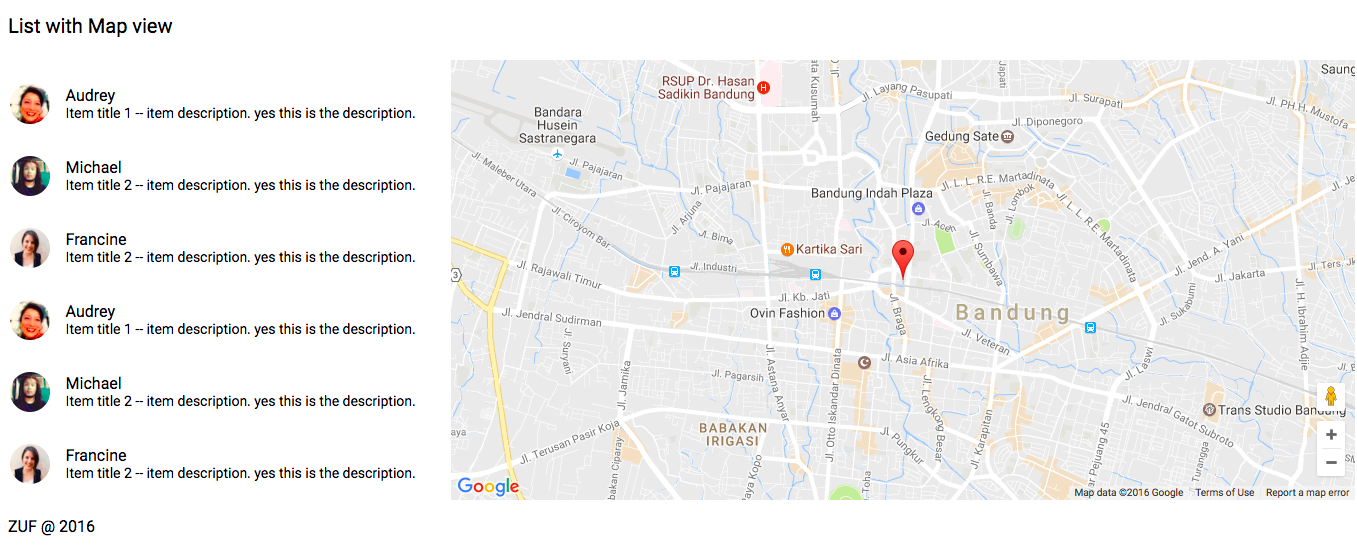 List with Map view
Audrey
Item title 1 -- item description. yes this is the description.
Michael
Item title 2 -- item description. yes this is the description.
Francine
Item title 2 -- item description. yes this is the description.
Audrey
Item title 1 -- item description. yes this is the description.
Michael
Item title 2 -- item description. yes this is the description.
Francine
Item title 2 -- item description. yes this is the description.
RSUP Dr. Hasan
Sadikin Bandung
H
ata Kusumah
Jl. Cihampelas
Jl. Layang Pasupati
Jl. Surapati
Saung
Jl. PH.H. Mustofa
Bandara
Husein
Sastranegara
Jl. Diponegoro
Gedung Sate
Jl. Maleber Utara
Jl. Pajajaran
Jl. Pajajaran
Bandung Indah Plaza
Jl. L. L.R.E. Martadinata
Jl. Banda
Jl. Lombok
Jl. L. L.R.E. Martadinata
Jl. Arjuna
Jl. Aceh
Jl. Ciroyom Bar
Jl. Bima
Jl. Sumbawa
Jl. Jend. A. Yani
Kartika Sari
Jl. Industri
3
Jl. Rajawali Timur
Jl. Jakarta
Jl. Ters. Jk
Jl. Kb. Jati
Jl. Braga
Jl. Sukabumi
Jl. H. Ibrahim Adjie
Jl. Jendral Sudirman
Ovin Fashion
Bandung
Jl. Suryani
Jl. Veteran
Jl. Asia Afrika
Jl. Laswi
Jl. Jamika
Jl. Pagarsih
Jl. Astana Anyar
Jl. Otto Iskandar Dinata
Jl. Lengkong Besar
Jl. Karapitan
Jl. Jendral Gatot Subroto
Trans Studio Bandung
BABAKAN
IRIGASI
aya
Jl. Terusan Pasir Koja
Jl. Pungkur
Pejuang 45
Turangga
Babakan Ciparay
aya Kopo
Toha
+
−
Google
Map data ©2016 Google
Terms of Use
Report a map error
ZUF @ 2016